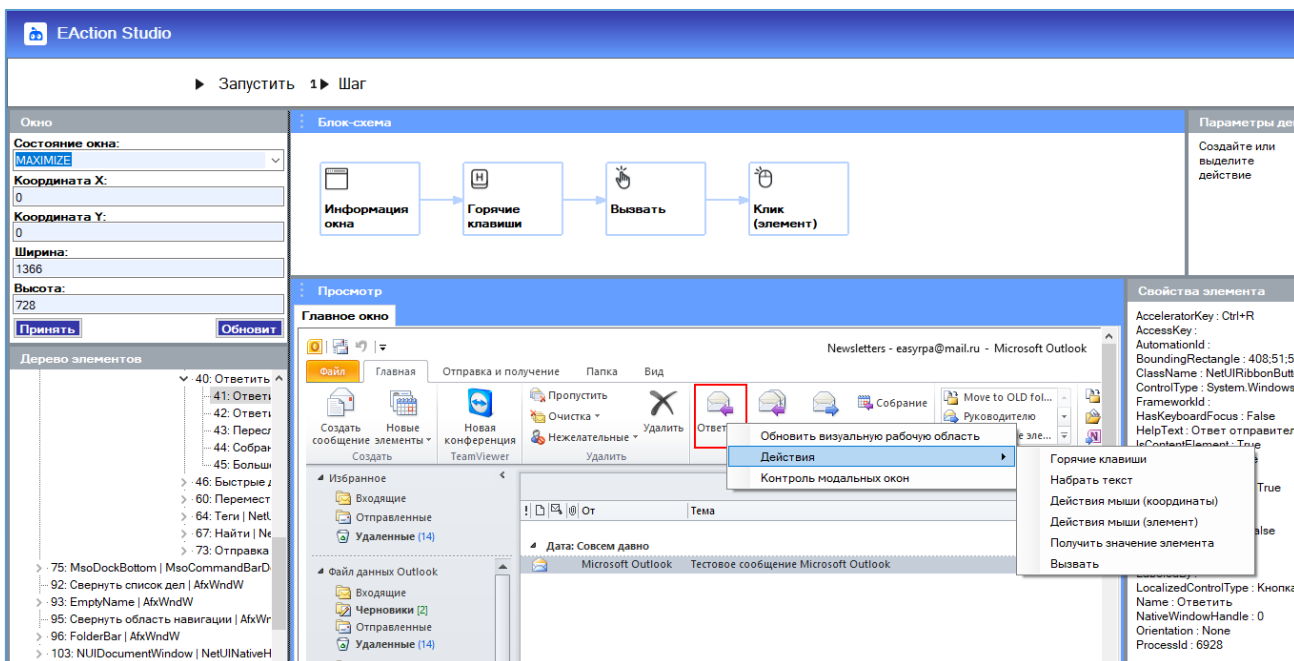 EAction Studio
Запустить 1 Шаг
Окно
Состояние окна:
MAXIMIZE
Координата X:
0
Координата Y:
0
Ширина:
1366
Высота:
728
Принять Обновит
Дерево элементов
40: Ответить
41: Ответи
42: Ответи
43: Пересл
44: Собран
45: Больш
46: Быстрые
60: Перемест
64: Теги | NetU
67: Найти | Ne
73: Отправка
75: MsoDockBottom | MsoCommandBarD
92: Свернуть список дел | AfxWndW
93: EmptyName | AfxWndW
95: Свернуть область навигации | AfxWr
96: FolderBar | AfxWndW
103: NUIDocumentWindow | NetUINativeH
Блок-схема
Информация
окна
H
Горячие
клавиши
Вызвать
Клик
(элемент)
Параметры де
Создайте или
выделите
действие
Просмотр
Главное окно
Newsletters - easyrpa@mail.ru - Microsoft Outlook
Файл Главная Отправка и получение Папка Вид
Создать
сообщение
Новые
элементы
Создать
Новая
конференция
TeamViewer
Пропустить
Очистка
Нежелательные
Удалить
Удалить
Ответ
Собрание
Move to OLD fol...
Руководителю
е эле...
Обновить визуальную рабочую область
Действия
Контроль модальных окон
Горячие клавиши
Набрать текст
Действия мыши (координаты)
Действия мыши (элемент)
Получить значение элемента
Вызвать
Избранное
Входящие
Отправленные
Удаленные (14)
Файл данных Outlook
Входящие
Черновики [2]
Отправленные
Удаленные (14)
! От Тема
Дата: Совсем давно
Microsoft Outlook Тестовое сообщение Microsoft Outlook
Свойства элемента
AcceleratorKey : Ctrl+R
AccessKey :
AutomationId :
BoundingRectangle : 408;51;5
ClassName : NetUIRibbonButt
ControlType : System.Windows
FrameworkId :
HasKeyboardFocus : False
HelpText : Ответ отправител
IsContentElement : True
True
alse
LocalizedControlType : Кнопка
Name : Ответить
NativeWindowHandle : 0
Orientation : None
ProcessId : 6928